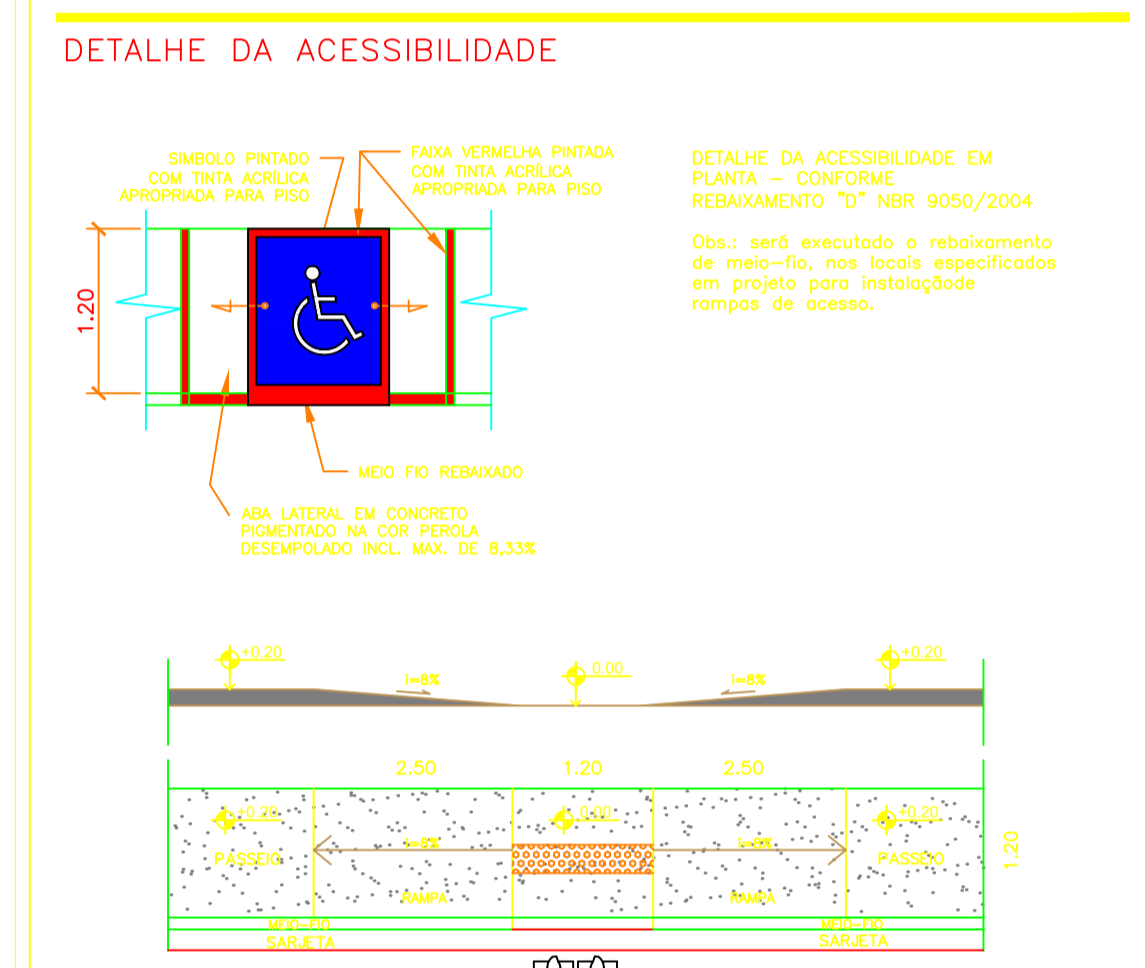 DETALHE DA ACESSIBILIDADE
SIMBOLO PINTADO
COM TINTA ACRÍLICA
APROPRIADA PARA PISO
FAIXA VERMELHA PINTADA
COM TINTA ACRÍLICA
APROPRIADA PARA PISO
DETALHE DA ACESSIBILIDADE EM
PLANTA - CONFORME
REBAIXAMENTO "D" NBR 9050/2004
Obs.: será executado o rebaixamento
de meio-fio, nos locais especificados
em projeto para instalaçãode
rampas de acesso.
1.20
MEIO FIO REBAIXADO
ABA LATERAL EM CONCRETO
PIGMENTADO NA COR PEROLA
DESEMPOLADO INCL. MAX. DE 8,33%
+0.20
i=8%
0.00
i=8%
+0.20
2.50
1.20
2.50
+0.20
0.00
+0.20
i=8%
i=8%
PASSEIO
PASSEIO
1.20
RAMPA
RAMPA
MEIO-FIO
MEIO-FIO
SARJETA
SARJETA